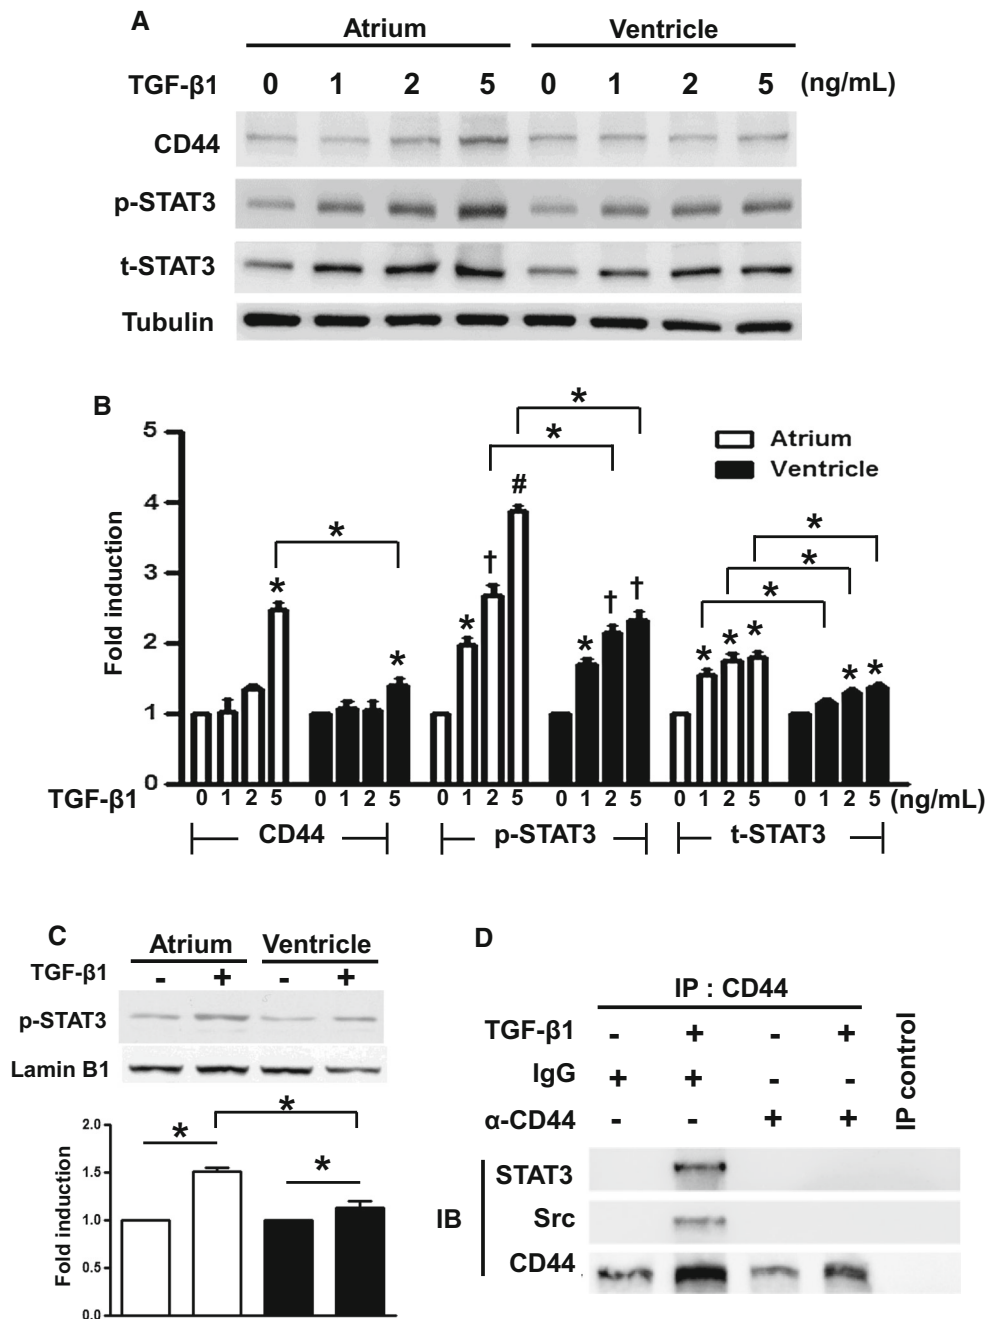 A
Atrium Ventricle
TGF-β1 0 1 2 5 0 1 2 5 (ng/mL)
CD44
p-STAT3
t-STAT3
Tubulin
B
Fold induction
5
4
3
2
1
0
Atrium
Ventricle
* * * * * * *
* * † # * † † * * * * *
TGF-β1 0 1 2 5 0 1 2 5 0 1 2 5 0 1 2 5 0 1 2 5 0 1 2 5 (ng/mL)
CD44 p-STAT3 t-STAT3
C
Atrium Ventricle
TGF-β1 - + - +
p-STAT3
Lamin B1
Fold induction
2.0
1.5
1.0
0.5
0.0
* * *
D
IP : CD44
TGF-β1 - + - +
IgG + + - -
α-CD44 - - + +
IP control
IB
STAT3
Src
CD44